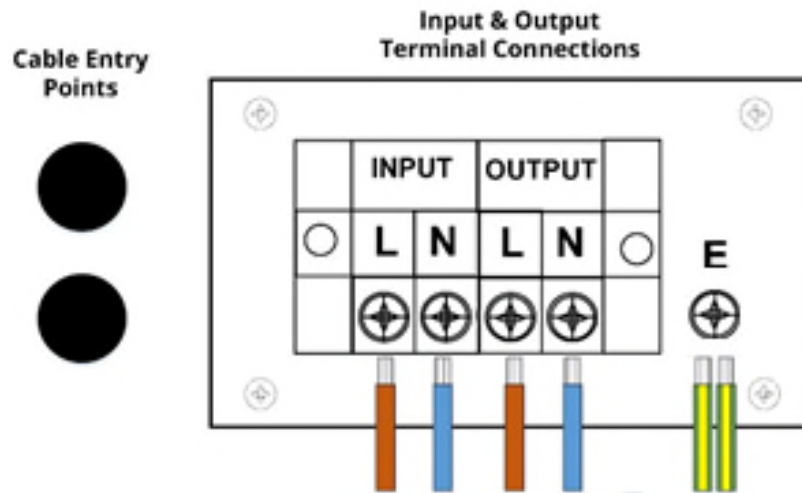 Input & Output
Terminal Connections
Cable Entry
Points
INPUT OUTPUT
L N L N
E